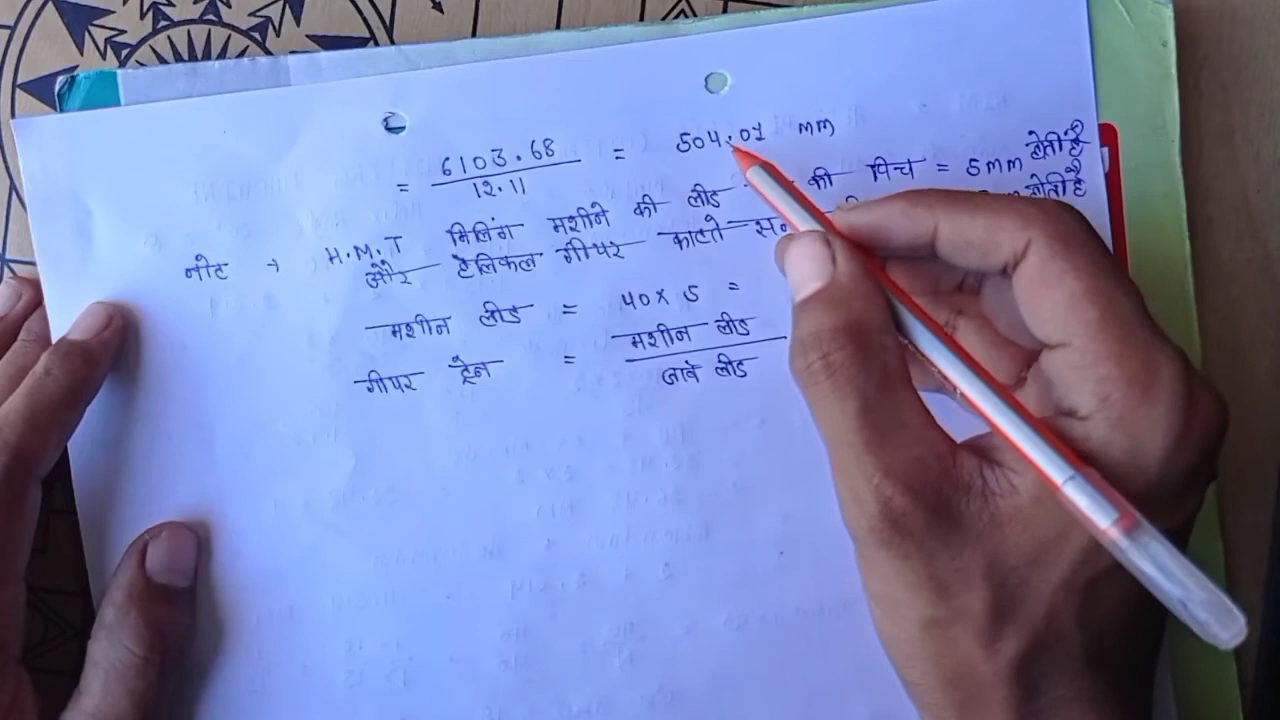 = 6103.68 / 12.11 = 504.01 mm
नोट → H.M.T मिलिंग मशीने की लीड की पिच = 5mm होती है
और हेलिकल गीयर काटते होती है
मशीन लीड = 40 x 5 =
गीयर ट्रेन = मशीन लीड / जावे लीड